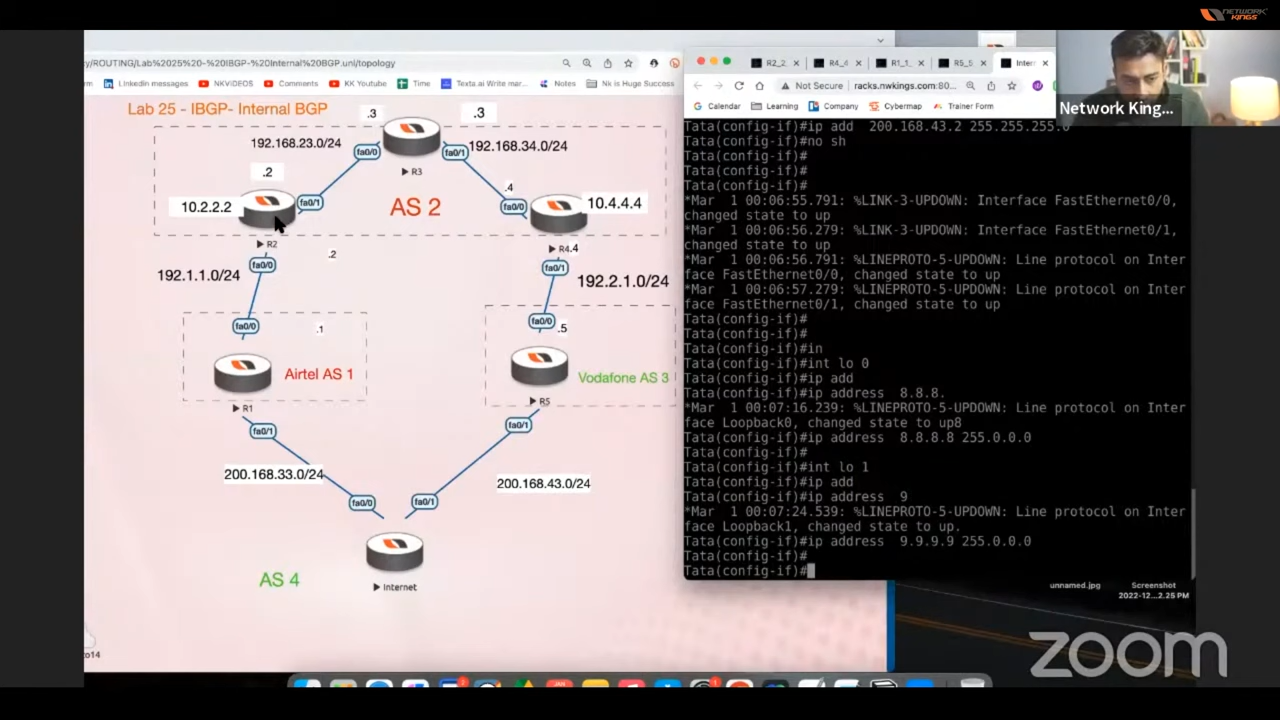 NETWORK
KINGS
y/ROUTING/Lab%2025%20-%20IBGP-%20Internal%20BGP.unl/topology
rn
Linkedin messages
NKVIDEOS
Comments
KK Youtube
Time
Texta.ai Write mar...
Notes
Nk is Huge Success
Lab 25 - IBGP- Internal BGP
.3
.3
192.168.23.0/24
fa0/0
fa0/1
192.168.34.0/24
R3
.2
.4
10.2.2.2
fa0/1
AS 2
fa0/0
10.4.4.4
R2
R4
.4
.2
fa0/0
fa0/1
192.1.1.0/24
192.2.1.0/24
fa0/0
.1
fa0/0
.5
Airtel AS 1
Vodafone AS 3
R1
R5
fa0/1
fa0/1
200.168.33.0/24
200.168.43.0/24
fa0/0
fa0/1
AS 4
Internet
to14
R2_2
R4_4
R1_1
R5_5
Inter
Not Secure
racks.nwkings.com:80...
Calendar
Learning
Company
Cybermap
Trainer Form
Network King...
Tata(config-if)#ip add  200.168.43.2 255.255.255.0
Tata(config-if)#no sh
Tata(config-if)#
Tata(config-if)#
Tata(config-if)#
*Mar  1 00:06:55.791: %LINK-3-UPDOWN: Interface FastEthernet0/0,
changed state to up
*Mar  1 00:06:56.279: %LINK-3-UPDOWN: Interface FastEthernet0/1,
changed state to up
*Mar  1 00:06:56.791: %LINEPROTO-5-UPDOWN: Line protocol on Inter
face FastEthernet0/0, changed state to up
*Mar  1 00:06:57.279: %LINEPROTO-5-UPDOWN: Line protocol on Inter
face FastEthernet0/1, changed state to up
Tata(config-if)#
Tata(config-if)#
Tata(config-if)#in
Tata(config-if)#int lo 0
Tata(config-if)#ip add
Tata(config-if)#ip address  8.8.8.
*Mar  1 00:07:16.239: %LINEPROTO-5-UPDOWN: Line protocol on Inter
face Loopback0, changed state to up8
Tata(config-if)#ip address  8.8.8.8 255.0.0.0
Tata(config-if)#
Tata(config-if)#int lo 1
Tata(config-if)#ip add
Tata(config-if)#ip address  9
*Mar  1 00:07:24.539: %LINEPROTO-5-UPDOWN: Line protocol on Inter
face Loopback1, changed state to up.
Tata(config-if)#ip address  9.9.9.9 255.0.0.0
Tata(config-if)#
Tata(config-if)#
unnamed.jpg
Screenshot
2022-12...2.25 PM
zoom